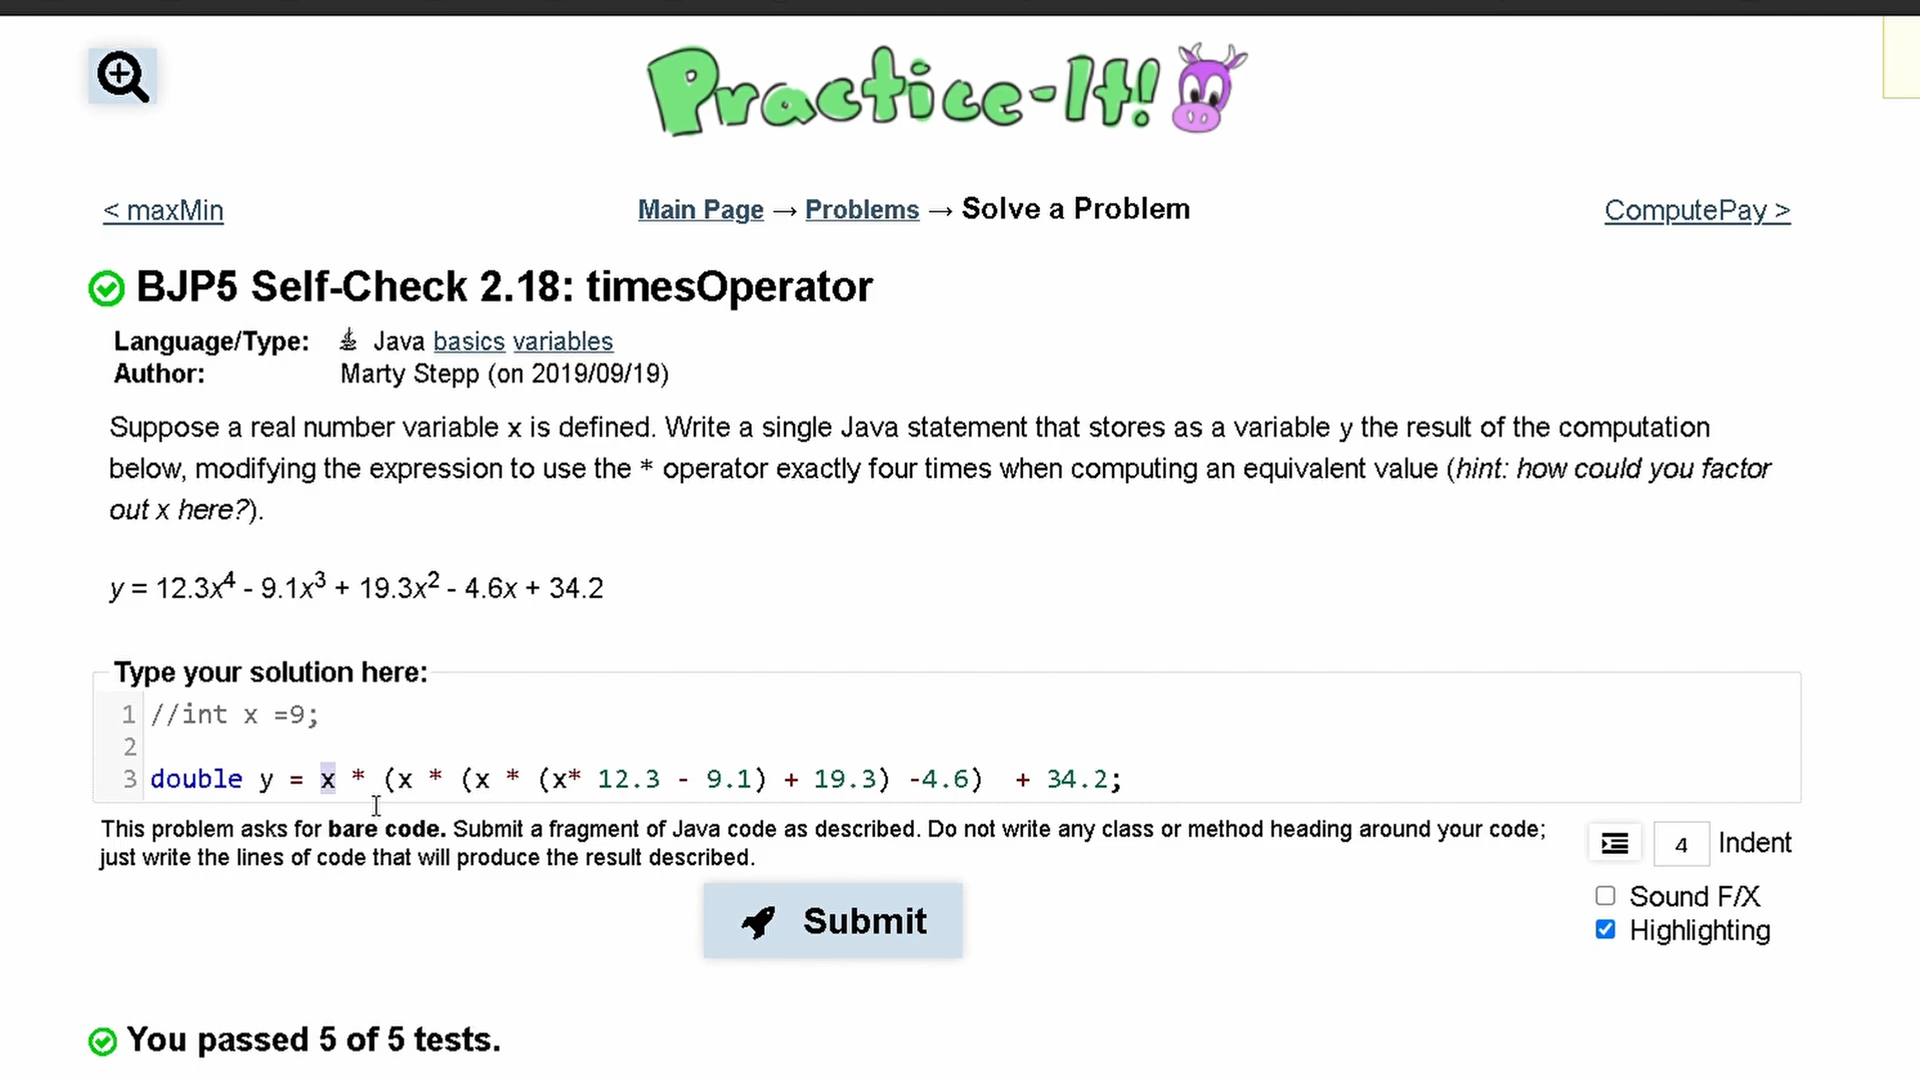 Practice-It!
< maxMin
Main Page → Problems → Solve a Problem
ComputePay >
BJP5 Self-Check 2.18: timesOperator
Language/Type: Java basics variables
Author: Marty Stepp (on 2019/09/19)
Suppose a real number variable x is defined. Write a single Java statement that stores as a variable y the result of the computation
below, modifying the expression to use the * operator exactly four times when computing an equivalent value (hint: how could you factor
out x here?).
y = 12.3x⁴ - 9.1x³ + 19.3x² - 4.6x + 34.2
Type your solution here:
1 //int x =9;
2
3 double y = x * (x * (x * (x* 12.3 - 9.1) + 19.3) -4.6)  + 34.2;
This problem asks for bare code. Submit a fragment of Java code as described. Do not write any class or method heading around your code;
just write the lines of code that will produce the result described.
4 Indent
Sound F/X
Highlighting
Submit
You passed 5 of 5 tests.